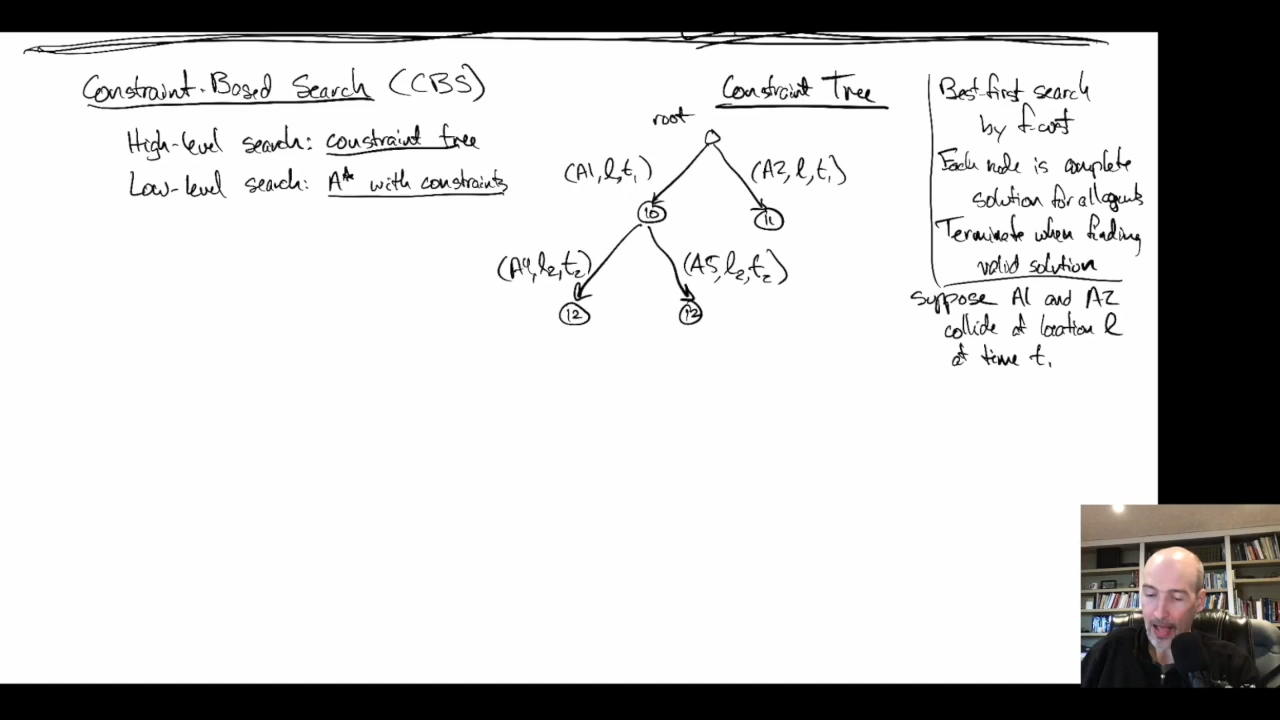 Constraint-Based Search (CBS)
High-level search: constraint tree
Low-level search: A* with constraints
Constraint Tree
root
(A1, l, t₁)
(A2, l, t₁)
10
11
(A4, l₂, t₂)
(A5, l₂, t₂)
12
12
Best-first search
by f-cost
Each node is complete
solution for all agents
Terminate when finding
valid solution
suppose A1 and A2
collide at location l
at time t₁